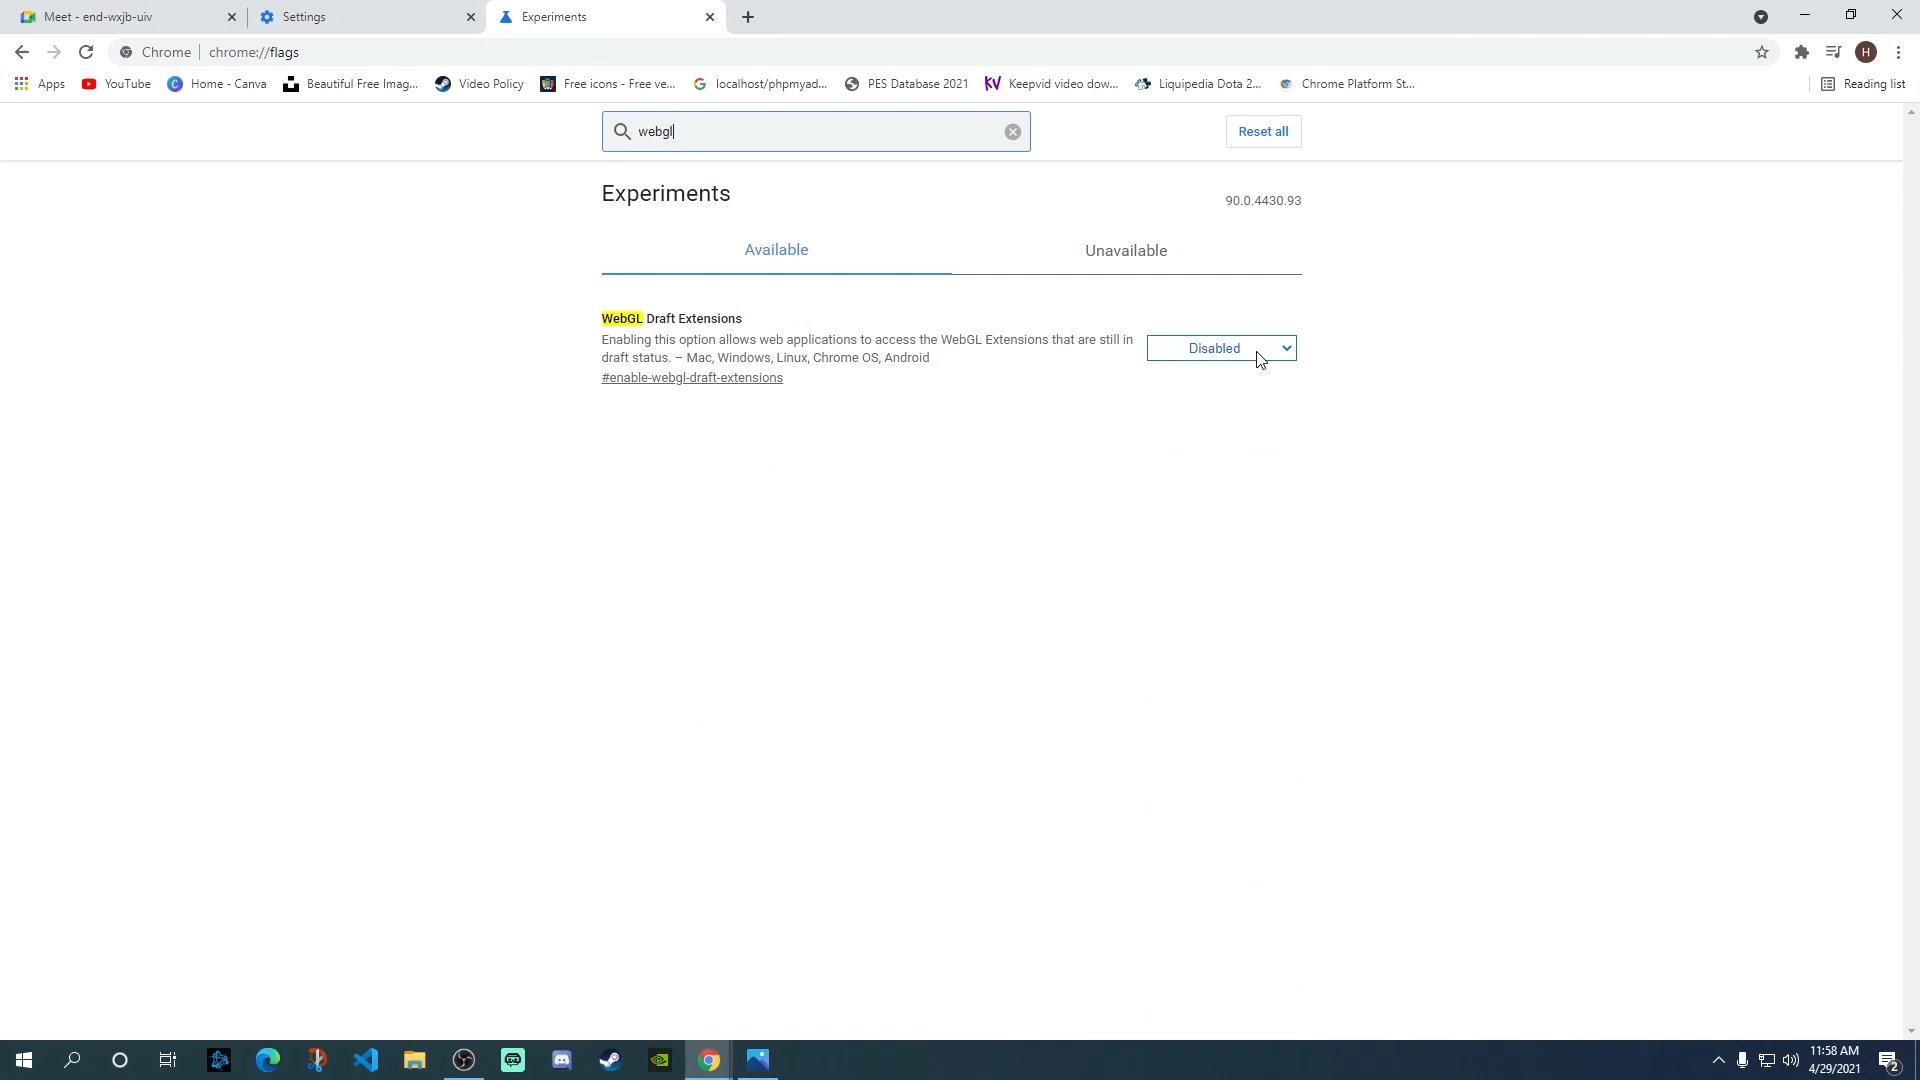 Meet - end-wxjb-uiv
Settings
Experiments
Chrome
chrome://flags
H
Apps
YouTube
Home - Canva
Beautiful Free Imag...
Video Policy
Free icons - Free ve...
localhost/phpmyad...
PES Database 2021
Keepvid video dow...
Liquipedia Dota 2...
Chrome Platform St...
Reading list
webgl
Reset all
Experiments
90.0.4430.93
Available
Unavailable
WebGL Draft Extensions
Enabling this option allows web applications to access the WebGL Extensions that are still in
draft status. – Mac, Windows, Linux, Chrome OS, Android
#enable-webgl-draft-extensions
Disabled
11:58 AM
4/29/2021
2